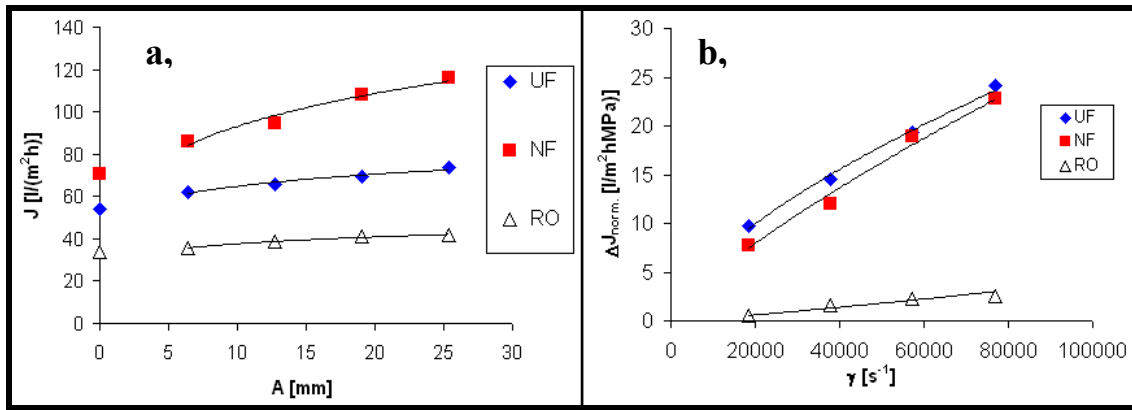 a,
J [l/(m²h)]
140
120
100
80
60
40
20
0
0 5 10 15 20 25 30
A [mm]
UF
NF
RO
b,
ΔJnorm. [l/m²hMPa)]
30
25
20
15
10
5
0
0 20000 40000 60000 80000 100000
γ [s⁻¹]
UF
NF
RO